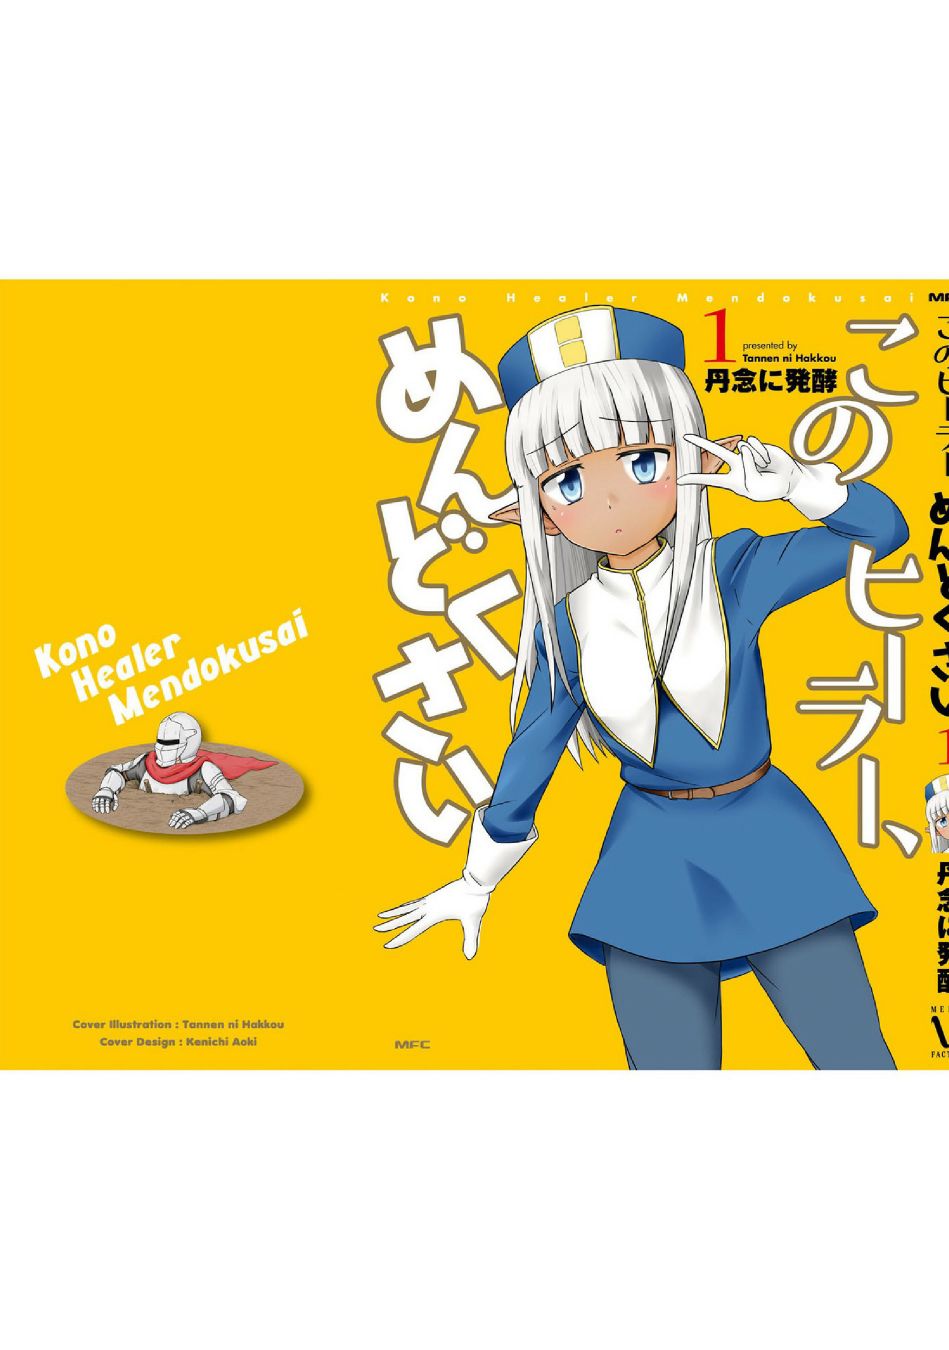 Kono Healer Mendokusai
このヒーラー、
めんどくさい
1
presented by
Tannen ni Hakkou
丹念に発酵
MFC
Kono
Healer
Mendokusai
Cover Illustration : Tannen ni Hakkou
Cover Design : Kenichi Aoki
このヒーラー、めんどくさい
1
丹念に発酵